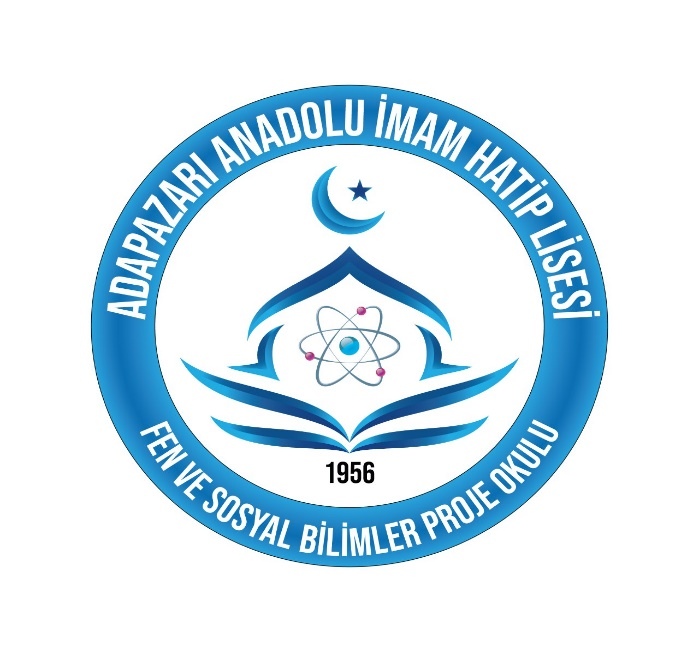 ADAPAZARI ANADOLU İMAM HATİP LİSESİ
1956
FEN VE SOSYAL BİLİMLER PROJE OKULU